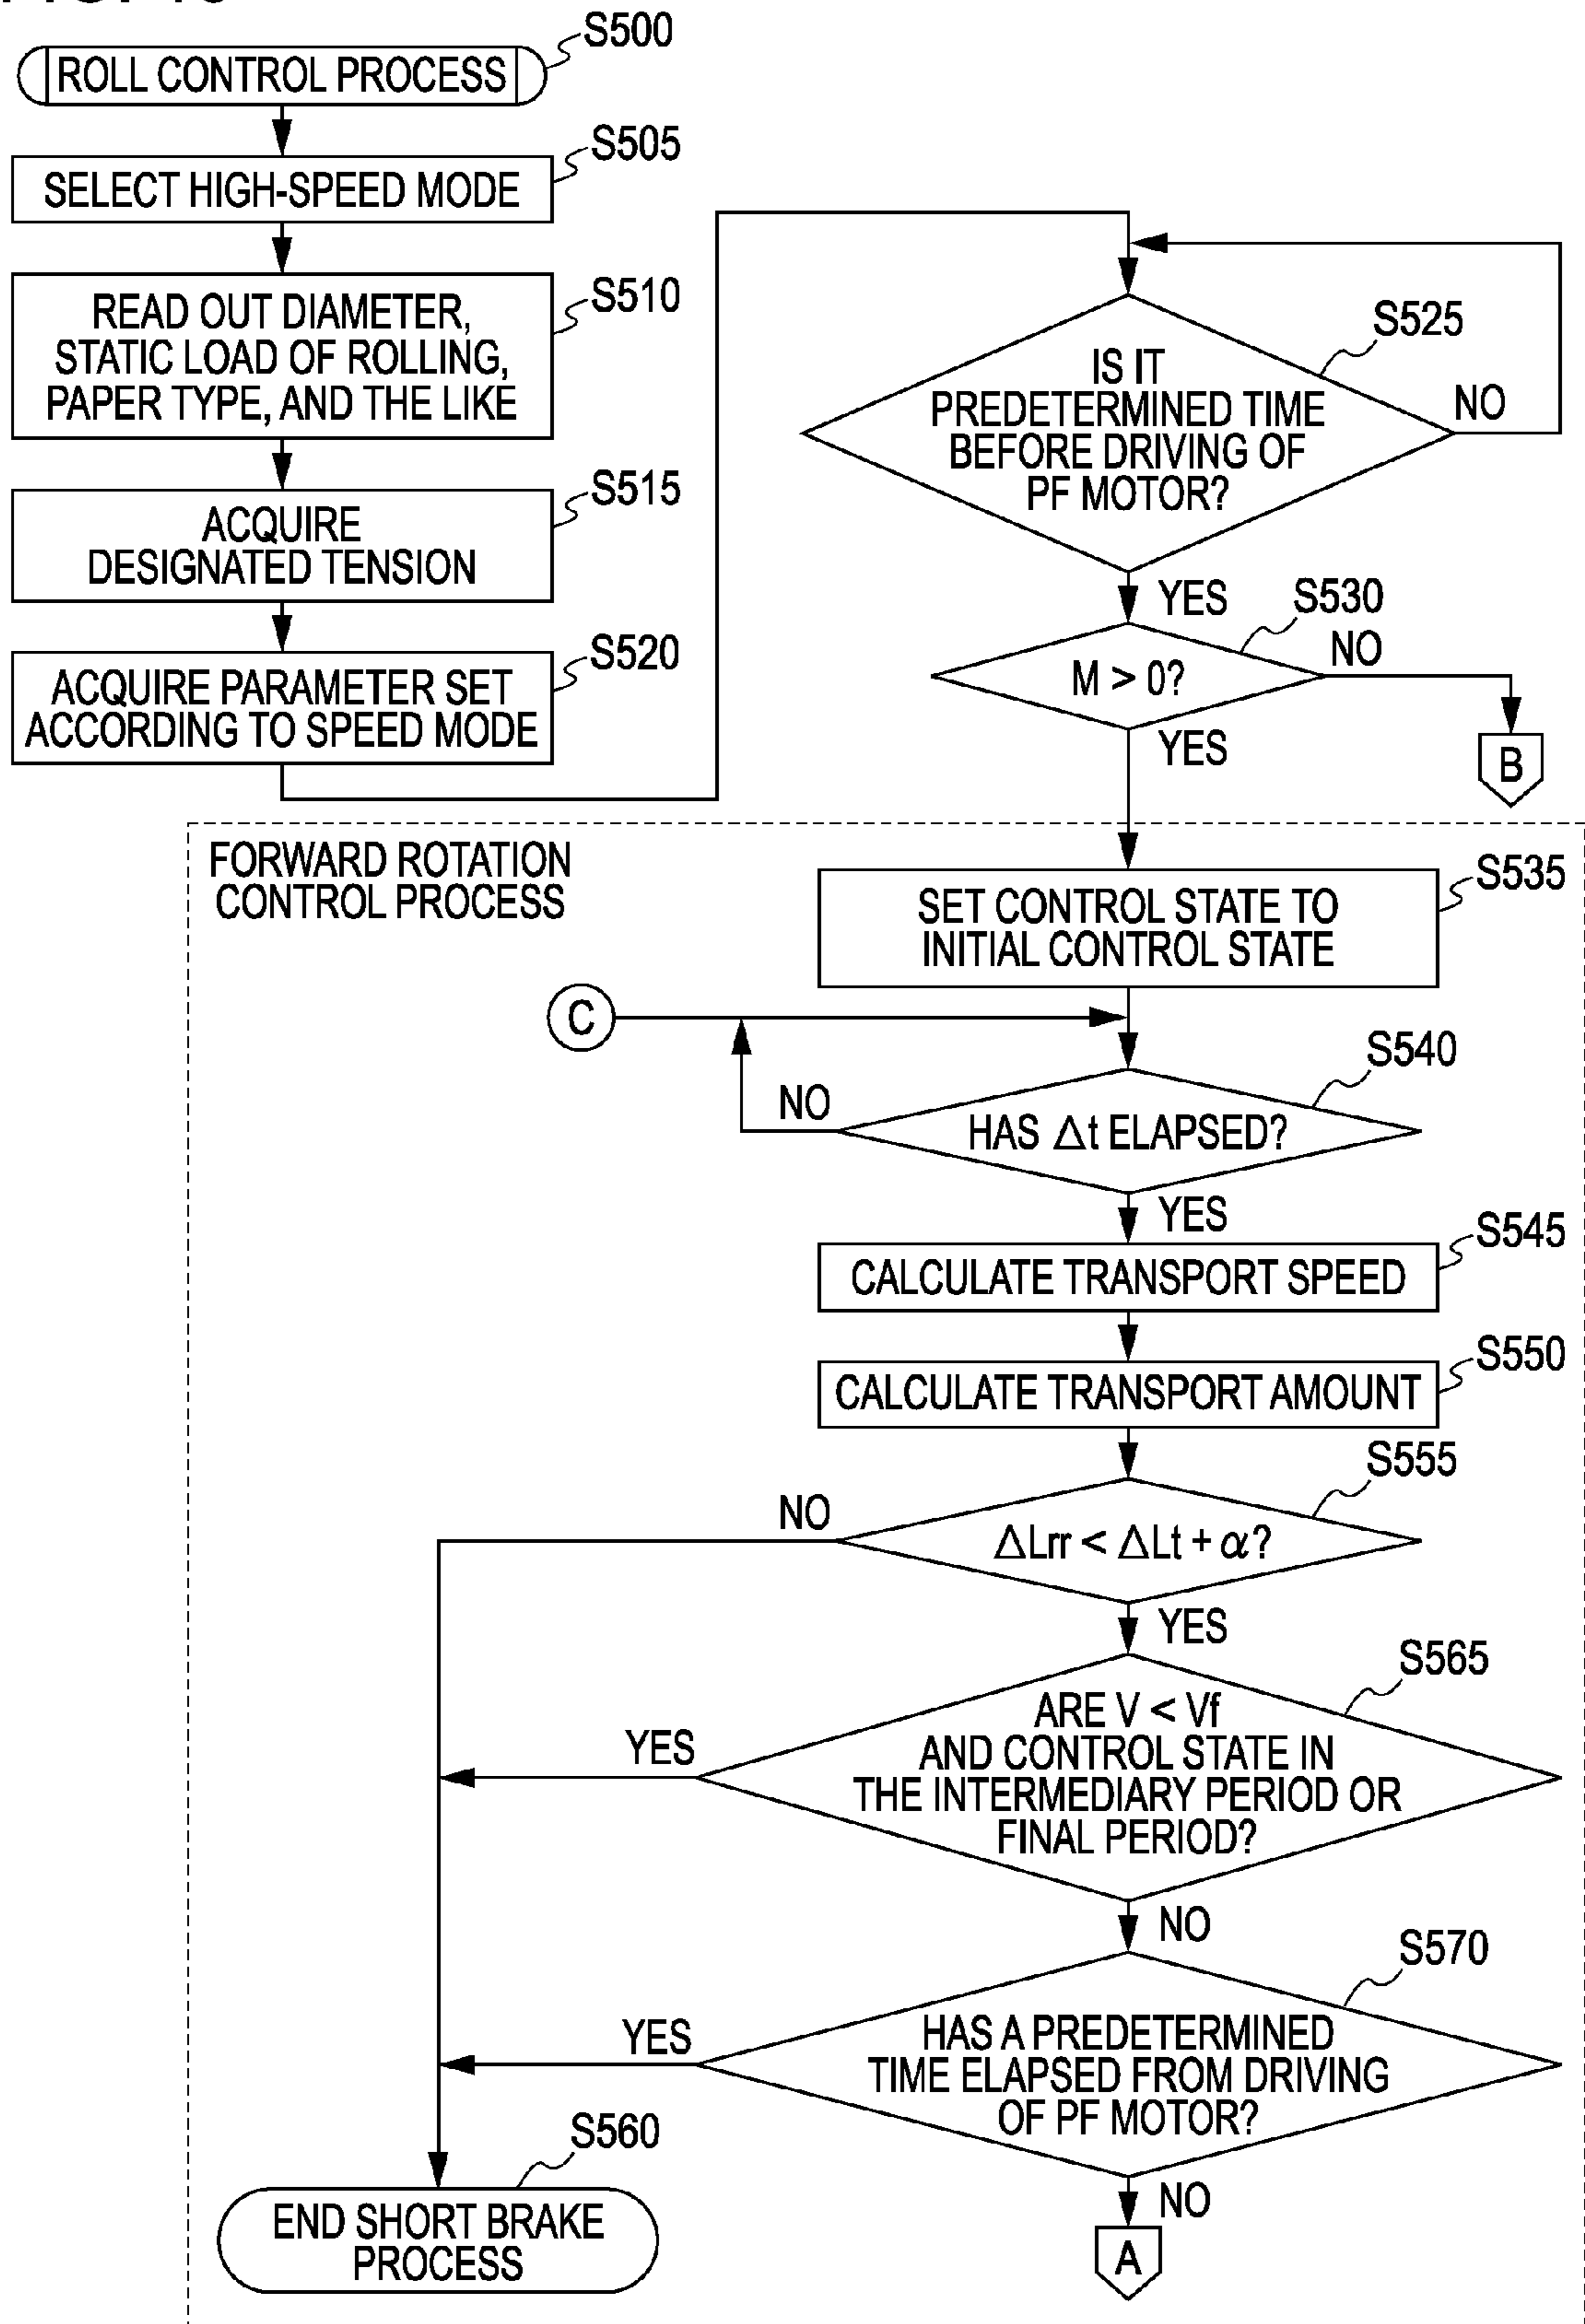 ROLL CONTROL PROCESS
S500
SELECT HIGH-SPEED MODE
S505
READ OUT DIAMETER,
STATIC LOAD OF ROLLING,
PAPER TYPE, AND THE LIKE
S510
ACQUIRE
DESIGNATED TENSION
S515
ACQUIRE PARAMETER SET
ACCORDING TO SPEED MODE
S520
IS IT
PREDETERMINED TIME
BEFORE DRIVING OF
PF MOTOR?
S525
NO
YES
M > 0?
S530
NO
B
YES
FORWARD ROTATION
CONTROL PROCESS
SET CONTROL STATE TO
INITIAL CONTROL STATE
S535
C
HAS Δt ELAPSED?
S540
NO
YES
CALCULATE TRANSPORT SPEED
S545
CALCULATE TRANSPORT AMOUNT
S550
ΔLrr < ΔLt + α?
S555
NO
YES
ARE V < Vf
AND CONTROL STATE IN
THE INTERMEDIARY PERIOD OR
FINAL PERIOD?
S565
YES
NO
HAS A PREDETERMINED
TIME ELAPSED FROM DRIVING
OF PF MOTOR?
S570
YES
NO
A
END SHORT BRAKE
PROCESS
S560